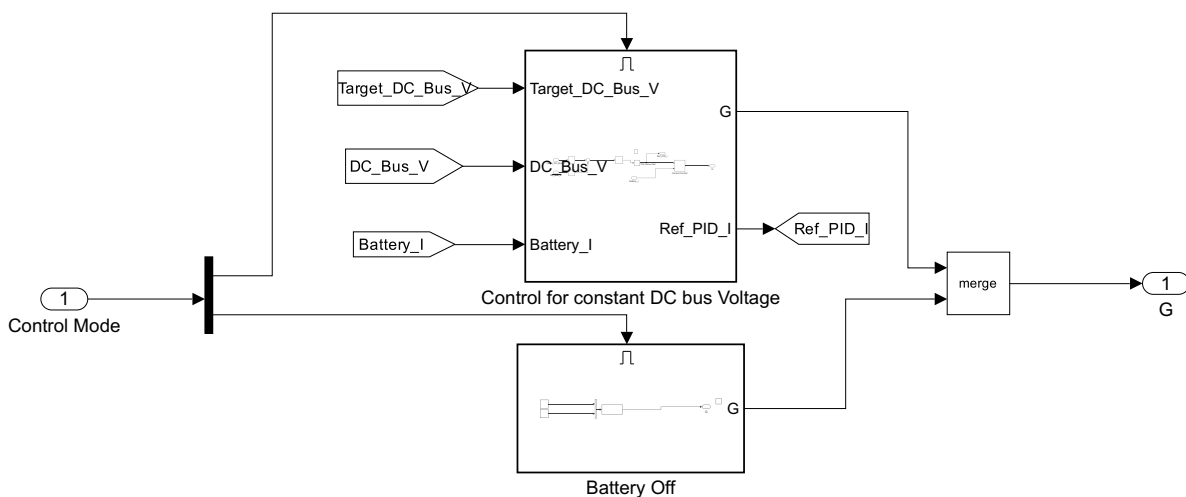 Target_DC_Bus_V
Target_DC_Bus_V
G
DC_Bus_V
DC_Bus_V
Ref_PID_I
Ref_PID_I
Battery_I
Battery_I
merge
1
Control for constant DC bus Voltage
1
Control Mode
G
G
Battery Off